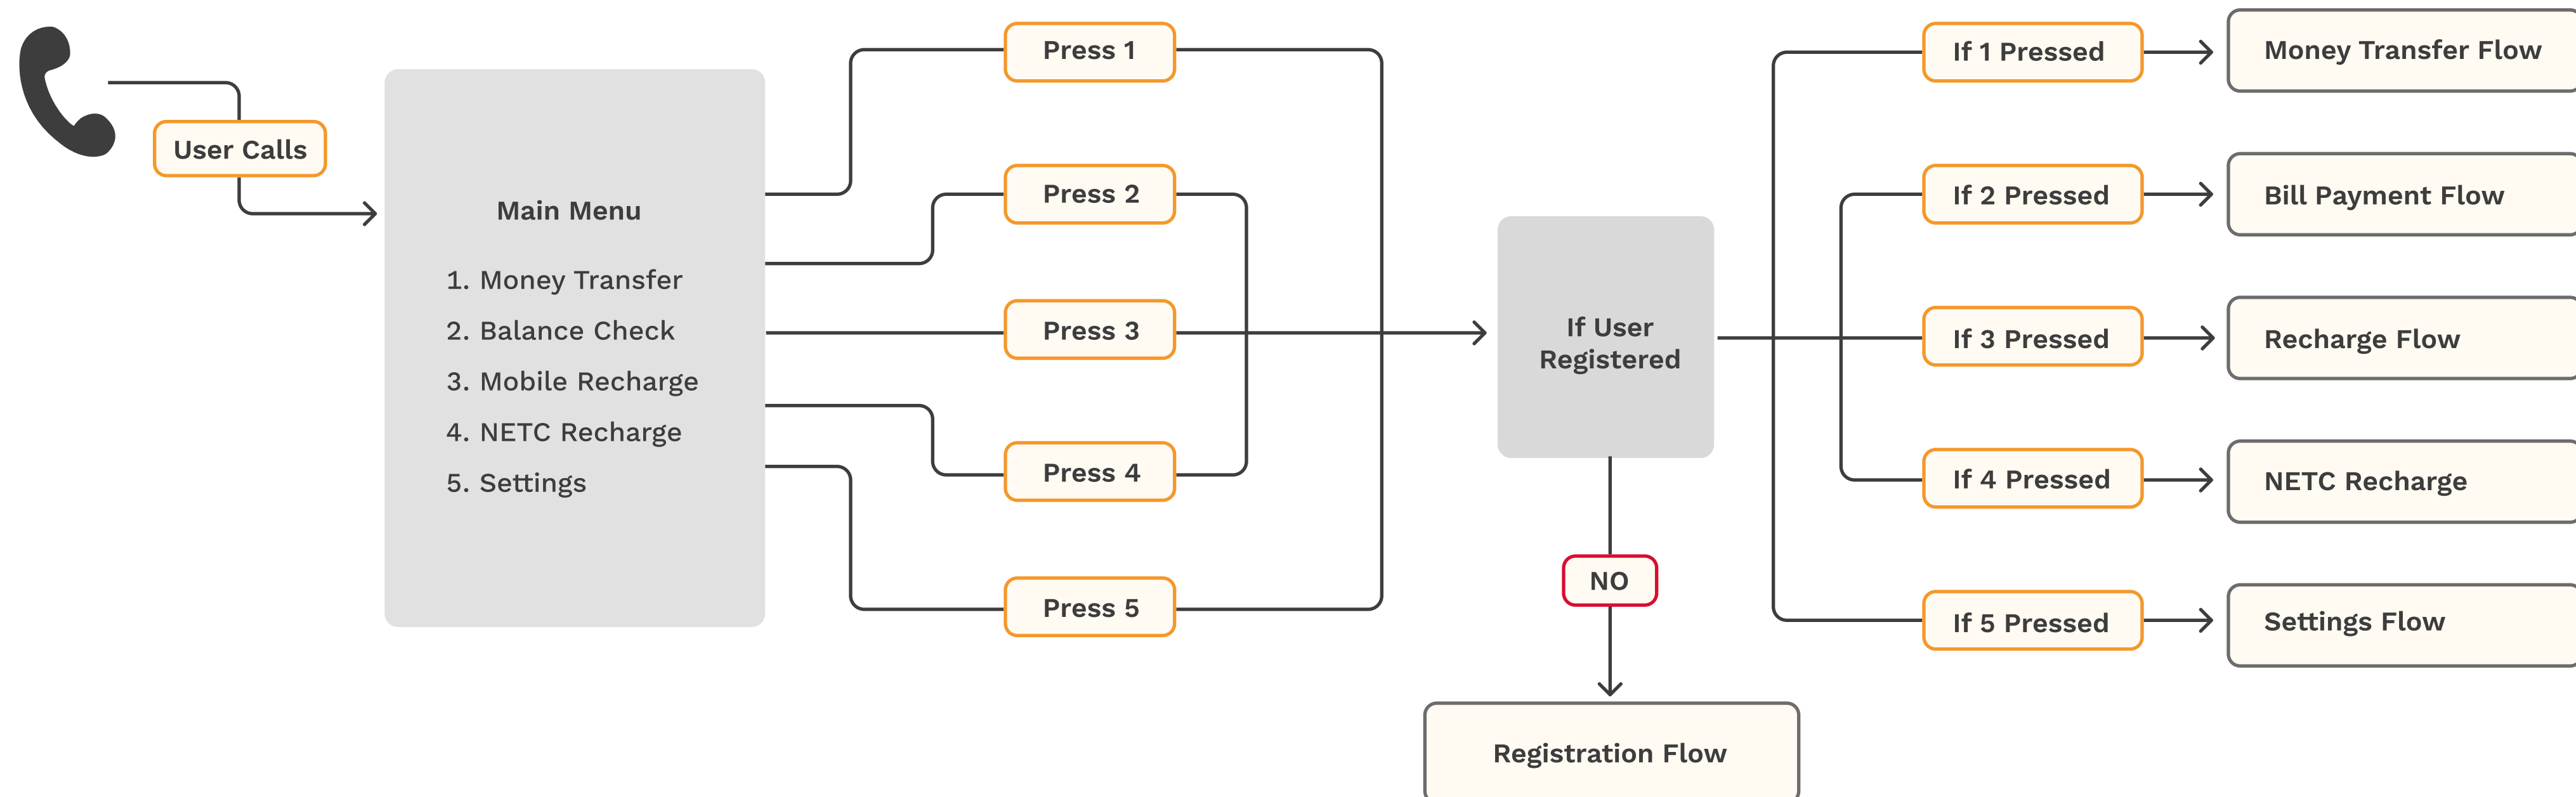 User Calls
Main Menu
1. Money Transfer
2. Balance Check
3. Mobile Recharge
4. NETC Recharge
5. Settings
Press 1
Press 2
Press 3
Press 4
Press 5
If User
Registered
NO
Registration Flow
If 1 Pressed
Money Transfer Flow
If 2 Pressed
Bill Payment Flow
If 3 Pressed
Recharge Flow
If 4 Pressed
NETC Recharge
If 5 Pressed
Settings Flow